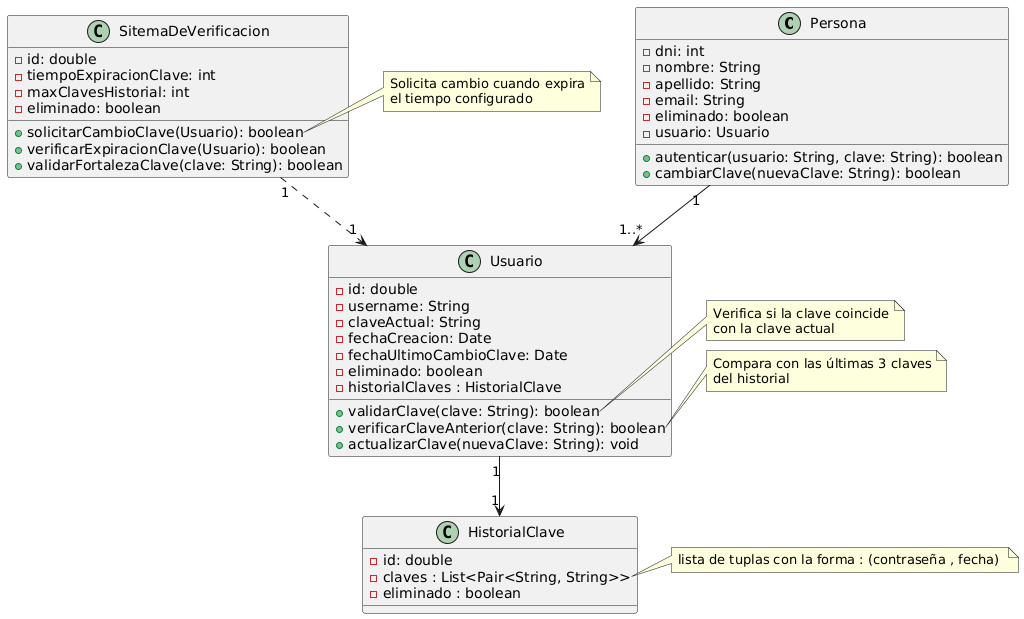 C SitemaDeVerificacion
id: double
tiempoExpiracionClave: int
maxClavesHistorial: int
eliminado: boolean
solicitarCambioClave(Usuario): boolean
verificarExpiracionClave(Usuario): boolean
validarFortalezaClave(clave: String): boolean
Solicita cambio cuando expira
el tiempo configurado
C Persona
dni: int
nombre: String
apellido: String
email: String
eliminado: boolean
usuario: Usuario
autenticar(usuario: String, clave: String): boolean
cambiarClave(nuevaClave: String): boolean
1
1
1
1..*
C Usuario
id: double
username: String
claveActual: String
fechaCreacion: Date
fechaUltimoCambioClave: Date
eliminado: boolean
historialClaves : HistorialClave
validarClave(clave: String): boolean
verificarClaveAnterior(clave: String): boolean
actualizarClave(nuevaClave: String): void
Verifica si la clave coincide
con la clave actual
Compara con las últimas 3 claves
del historial
1
1
C HistorialClave
id: double
claves : List<Pair<String, String>>
eliminado : boolean
lista de tuplas con la forma : (contraseña , fecha)